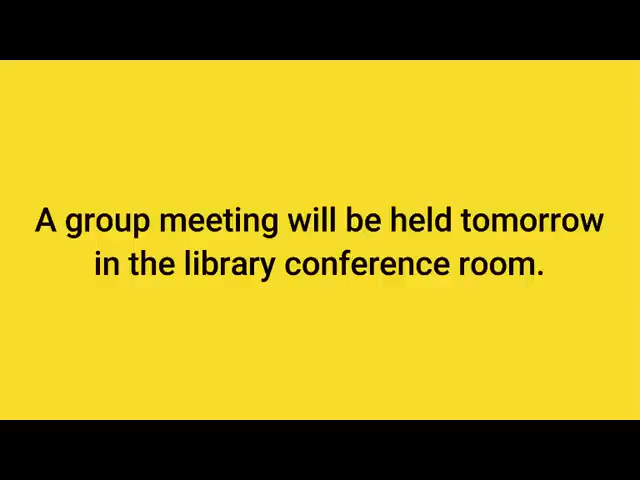 A group meeting will be held tomorrow
in the library conference room.